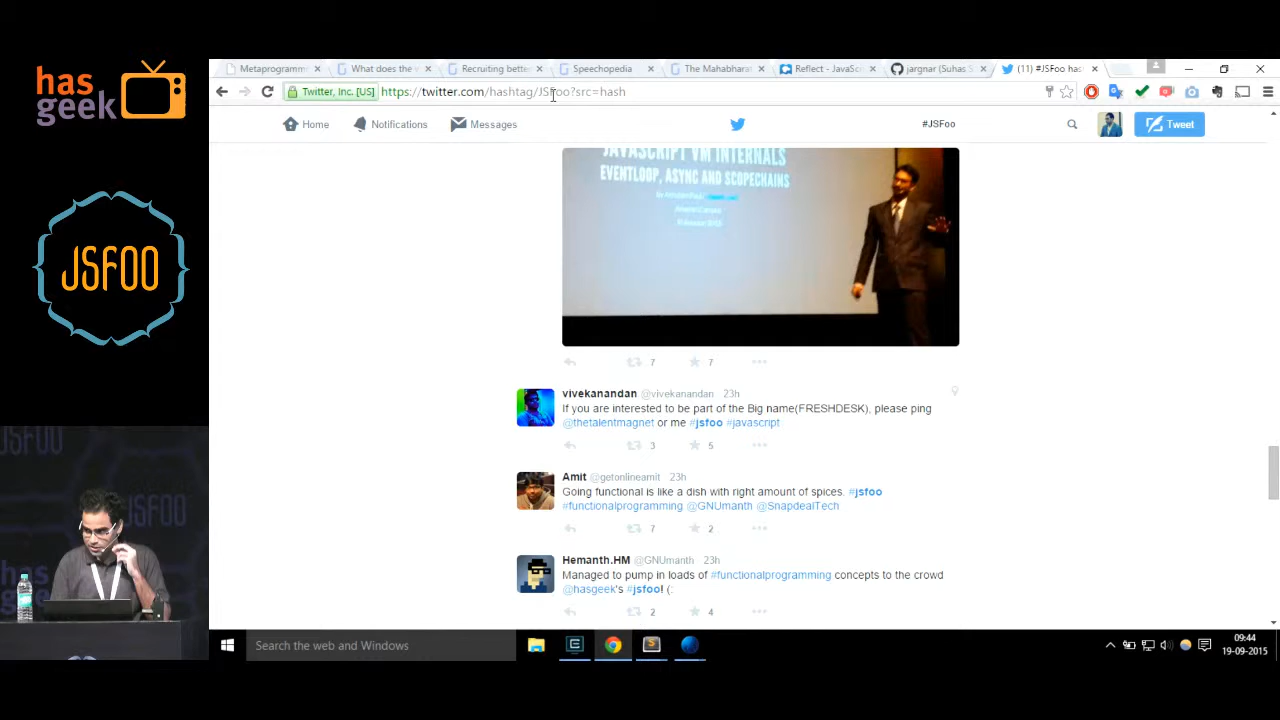 has
geek
JSFOO
Metaprogramm
What does the v
Recruiting bette
Speechopedia
The Mahabhara
Reflect - JavaScri
jargnar (Suhas S
(11) #JSFoo has
Twitter, Inc. [US]
https://twitter.com/hashtag/JSFoo?src=hash
Home
Notifications
Messages
#JSFoo
Tweet
JAVASCRIPT VM INTERNALS
EVENTLOOP, ASYNC AND SCOPECHAINS
7
7
vivekanandan @vivekanandan 23h
If you are interested to be part of the Big name(FRESHDESK), please ping
@thetalentmagnet or me #jsfoo #javascript
3
5
Amit @getonlineamit 23h
Going functional is like a dish with right amount of spices. #jsfoo
#functionalprogramming @GNUmanth @SnapdealTech
7
2
Hemanth.HM @GNUmanth 23h
Managed to pump in loads of #functionalprogramming concepts to the crowd
@hasgeek's #jsfoo! (:
2
4
Search the web and Windows
09:44
19-09-2015
JSFOO